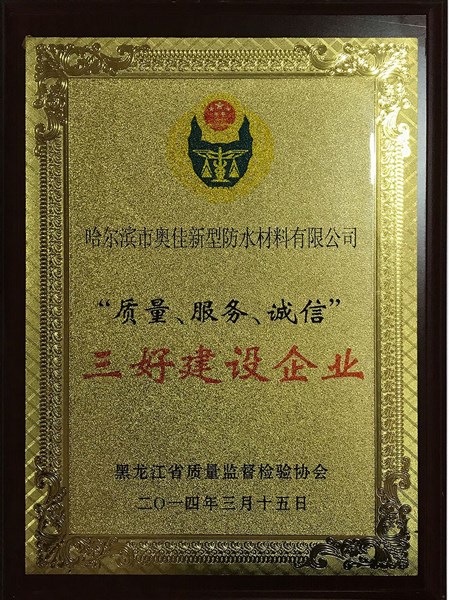 哈尔滨市奥佳新型防水材料有限公司
“质量、服务、诚信”
三好建设企业
黑龙江省质量监督检验协会
二〇一四年三月十五日